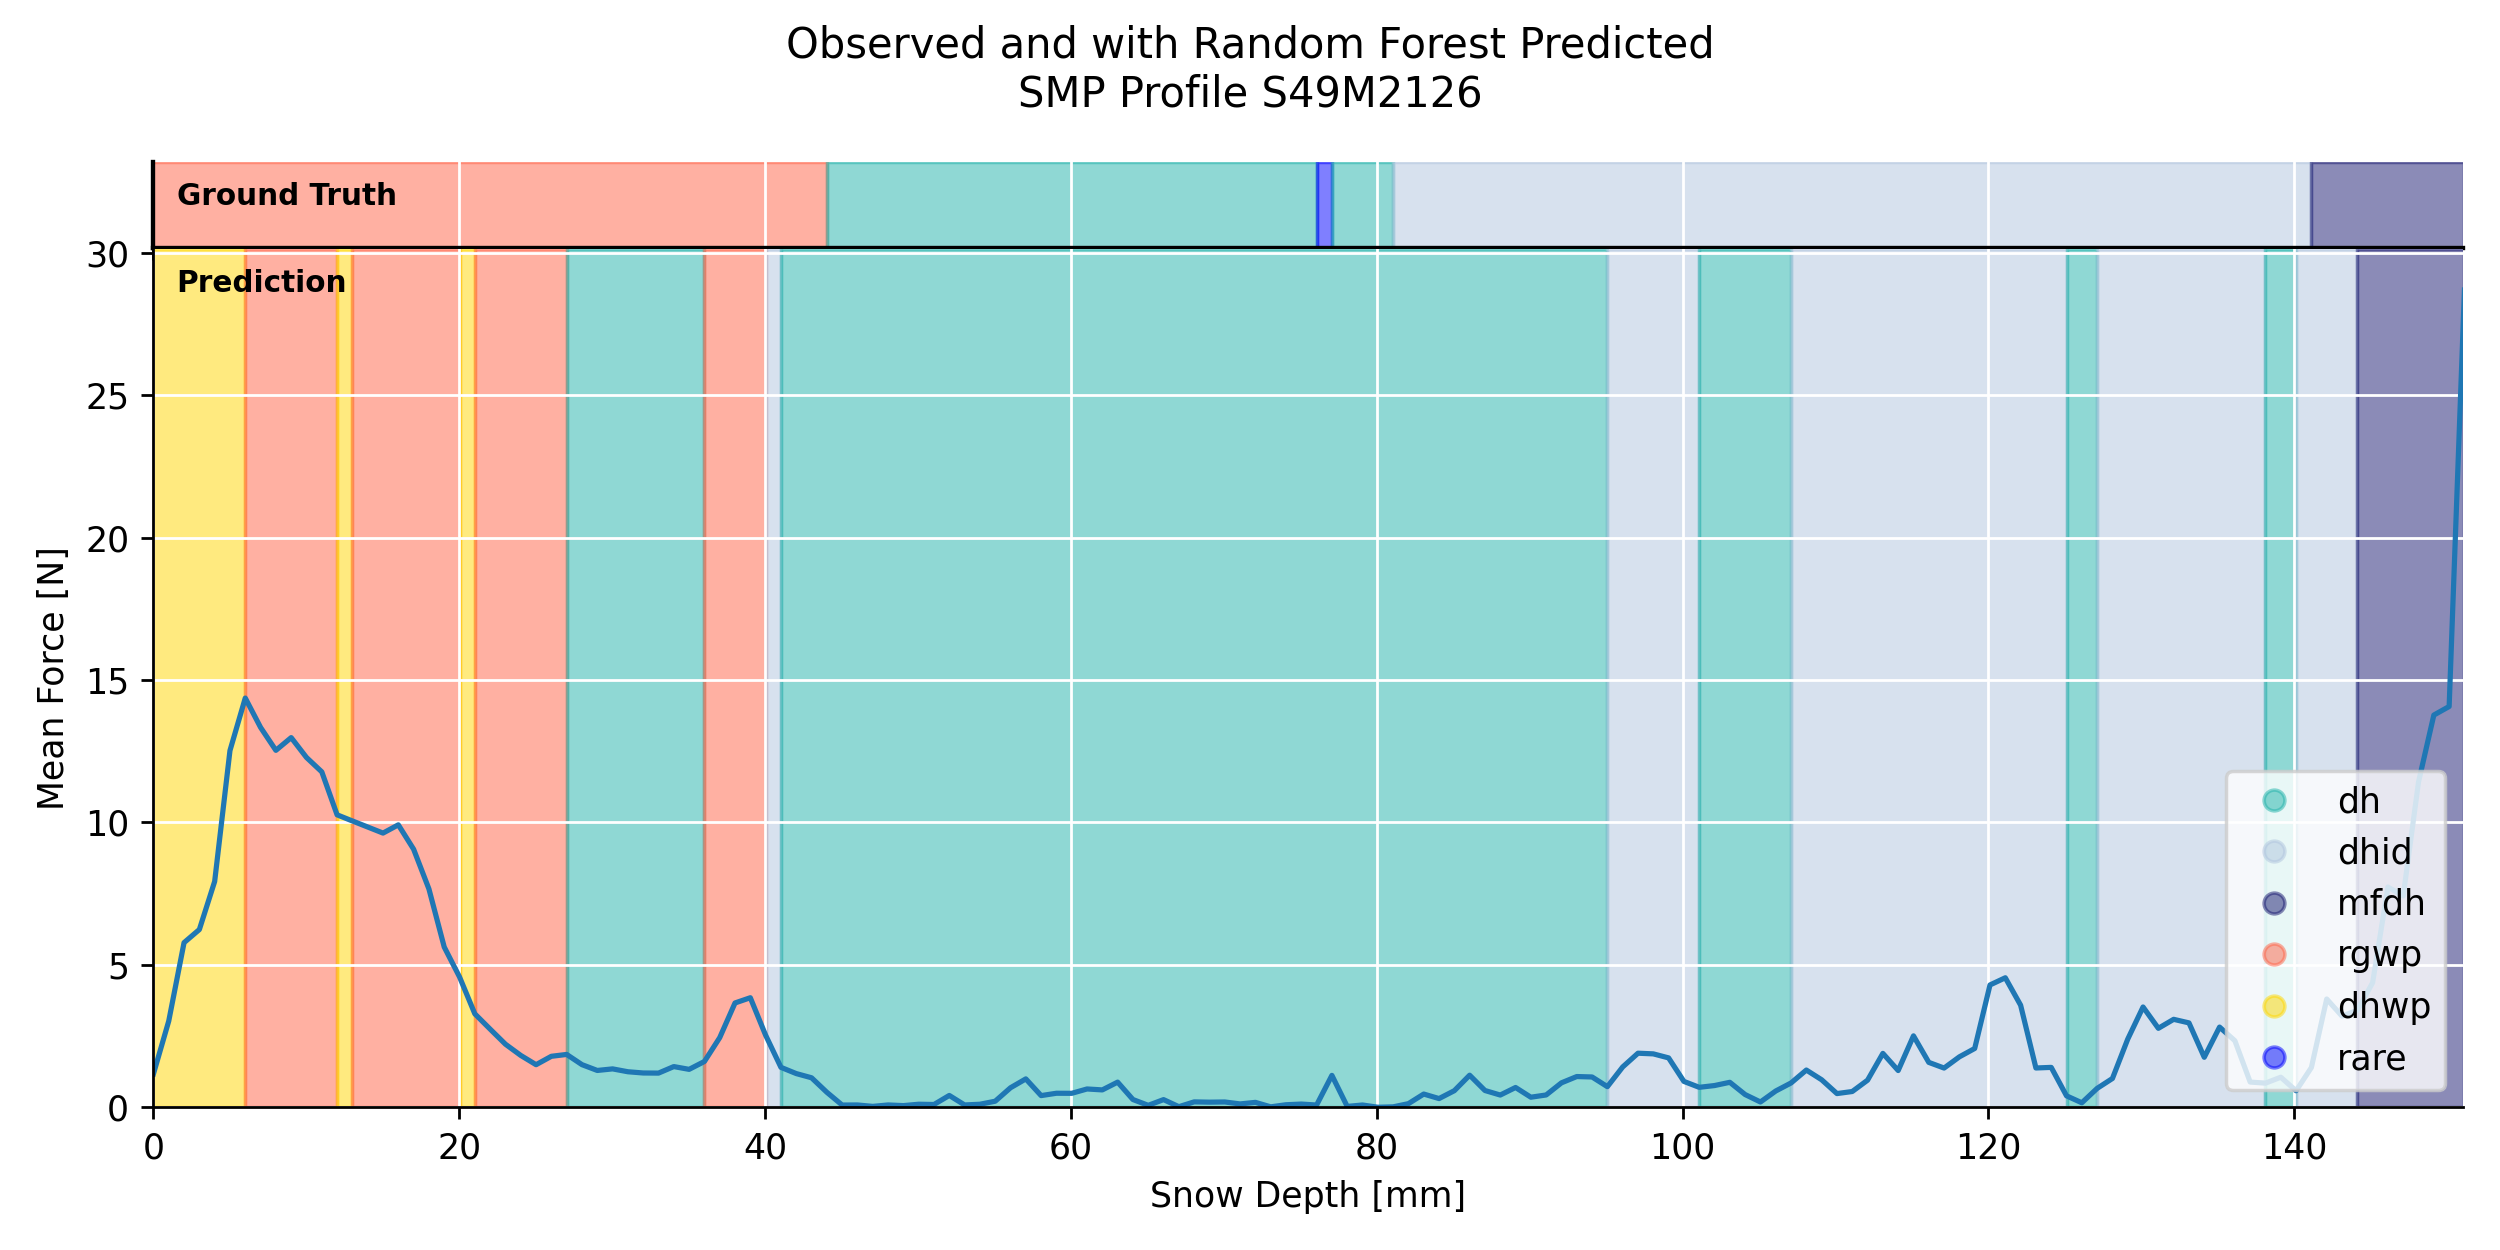 Observed and with Random Forest Predicted
SMP Profile S49M2126
Ground Truth
Prediction
30
25
20
15
10
5
0
Mean Force [N]
0 20 40 60 80 100 120 140
Snow Depth [mm]
dh
dhid
mfdh
rgwp
dhwp
rare